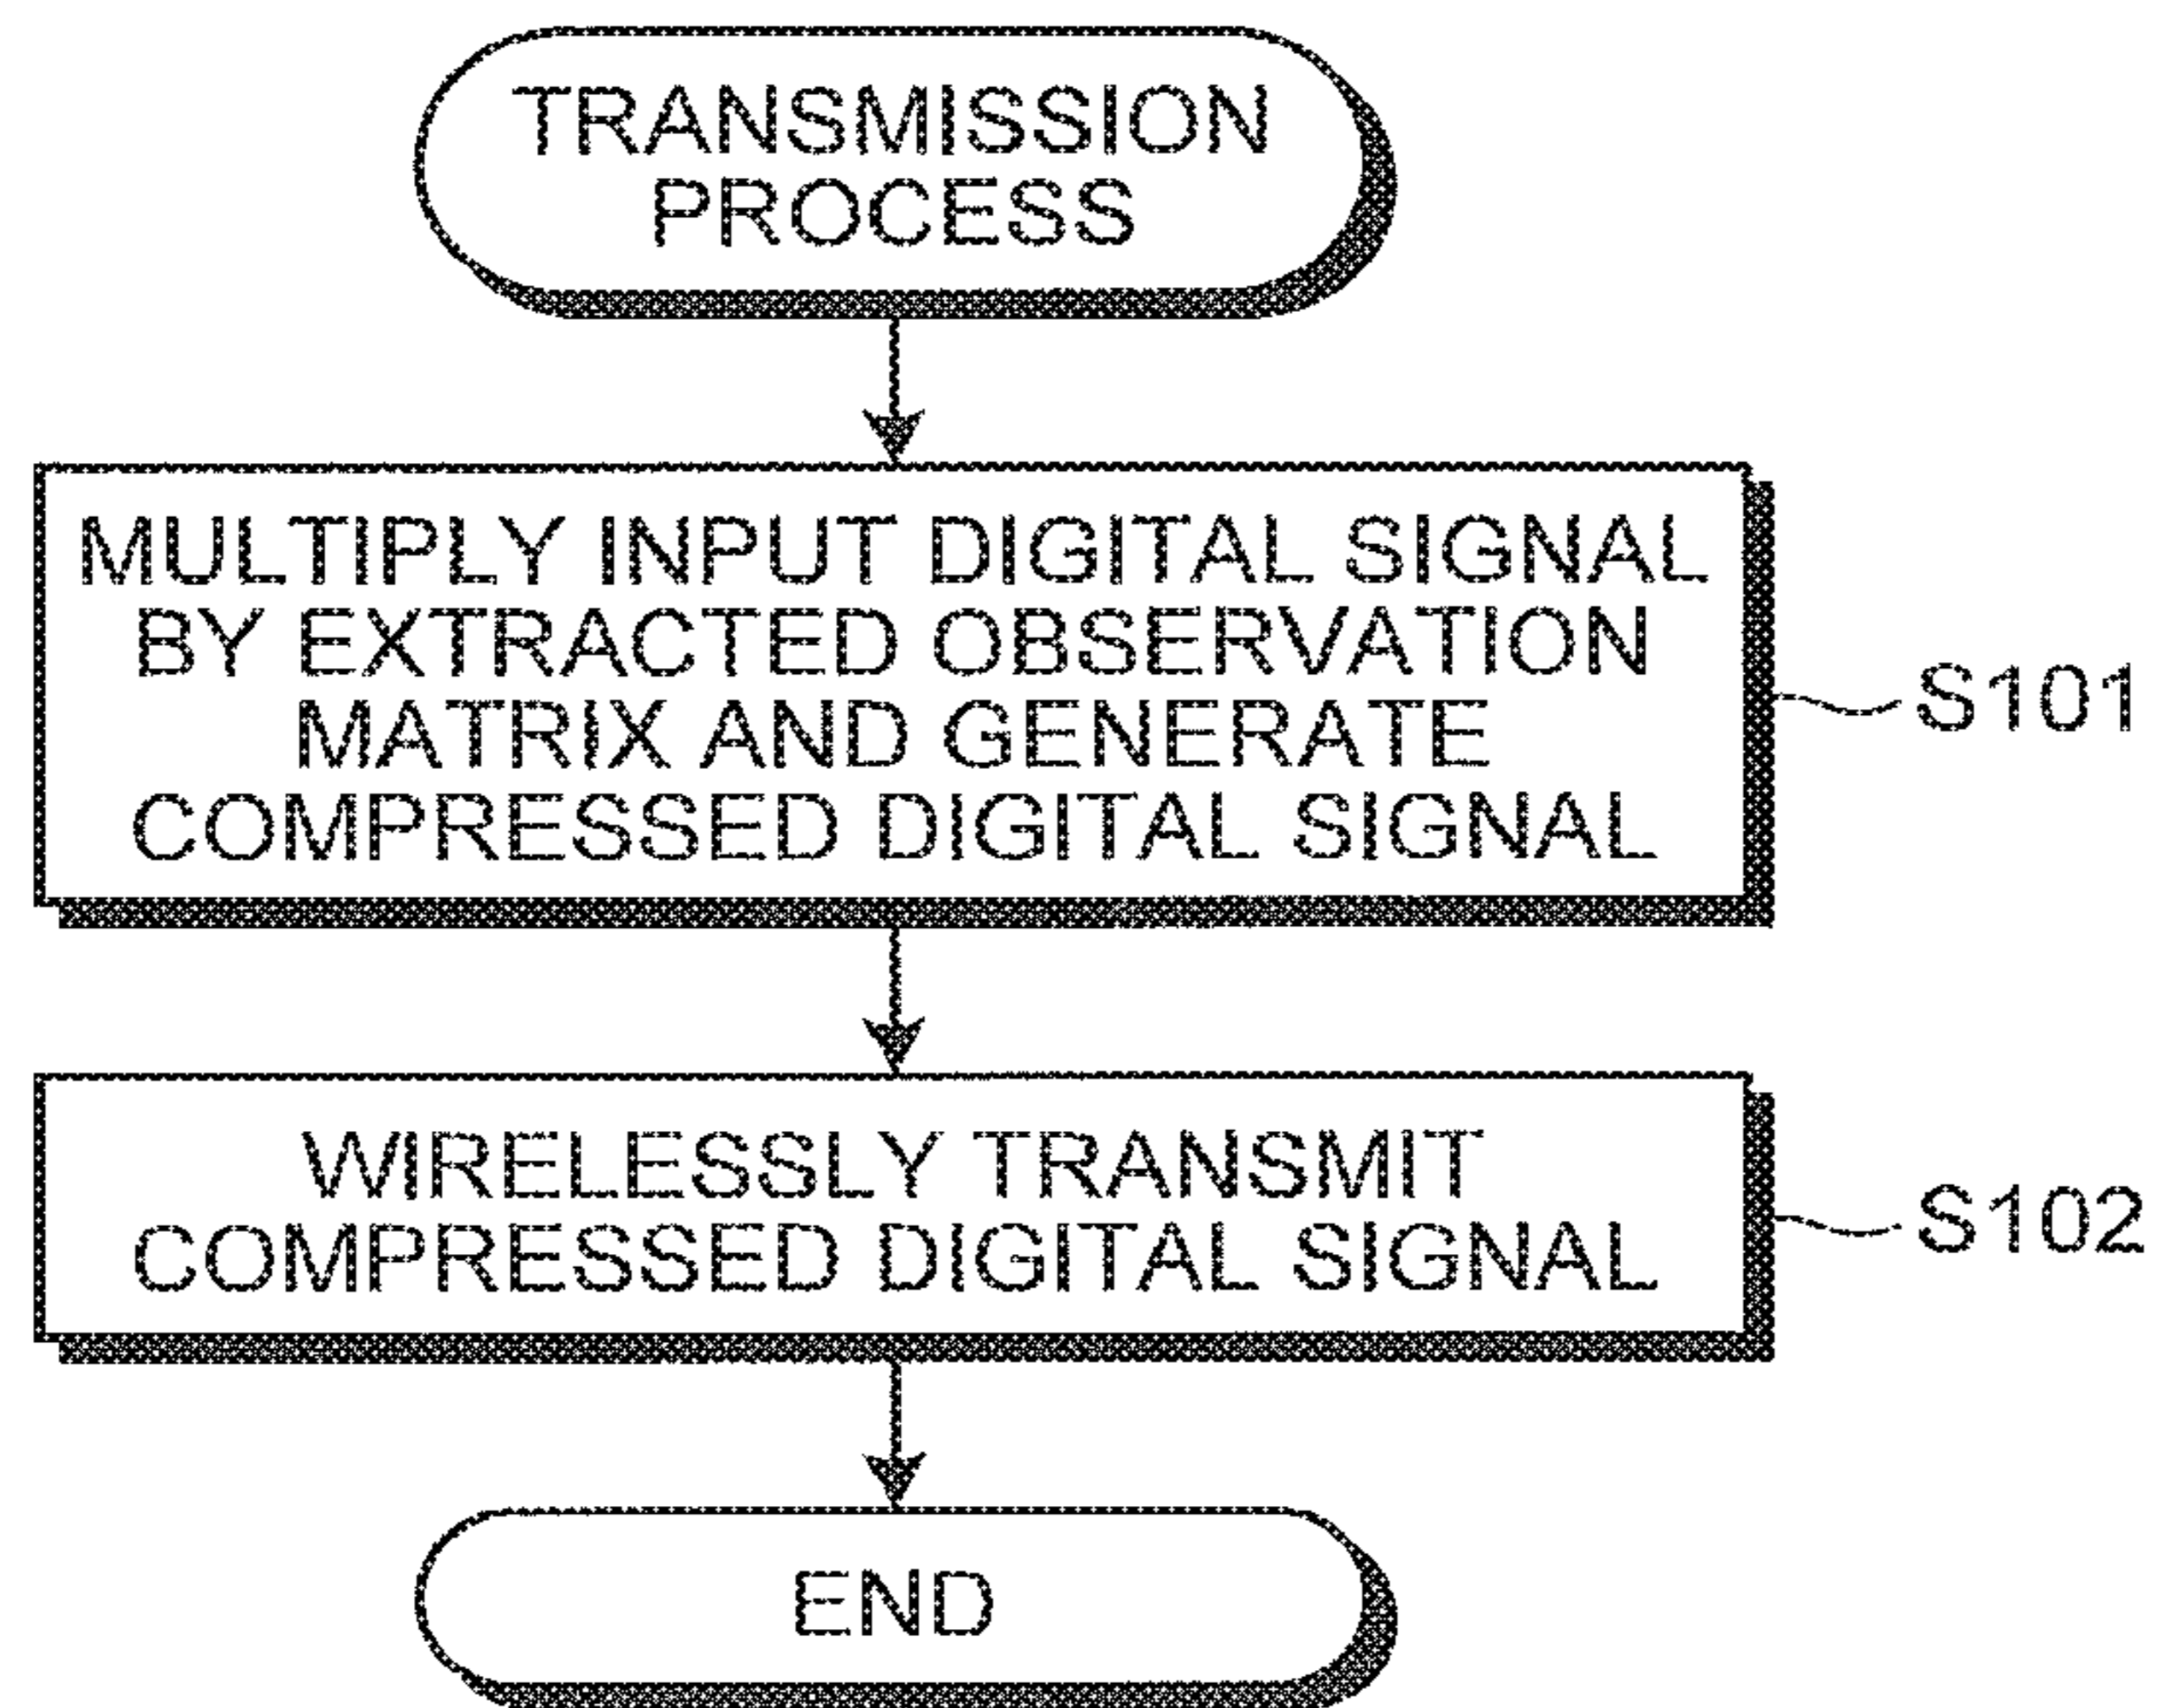 TRANSMISSION
PROCESS
MULTIPLY INPUT DIGITAL SIGNAL
BY EXTRACTED OBSERVATION
MATRIX AND GENERATE
COMPRESSED DIGITAL SIGNAL
S101
WIRELESSLY TRANSMIT
COMPRESSED DIGITAL SIGNAL
S102
END